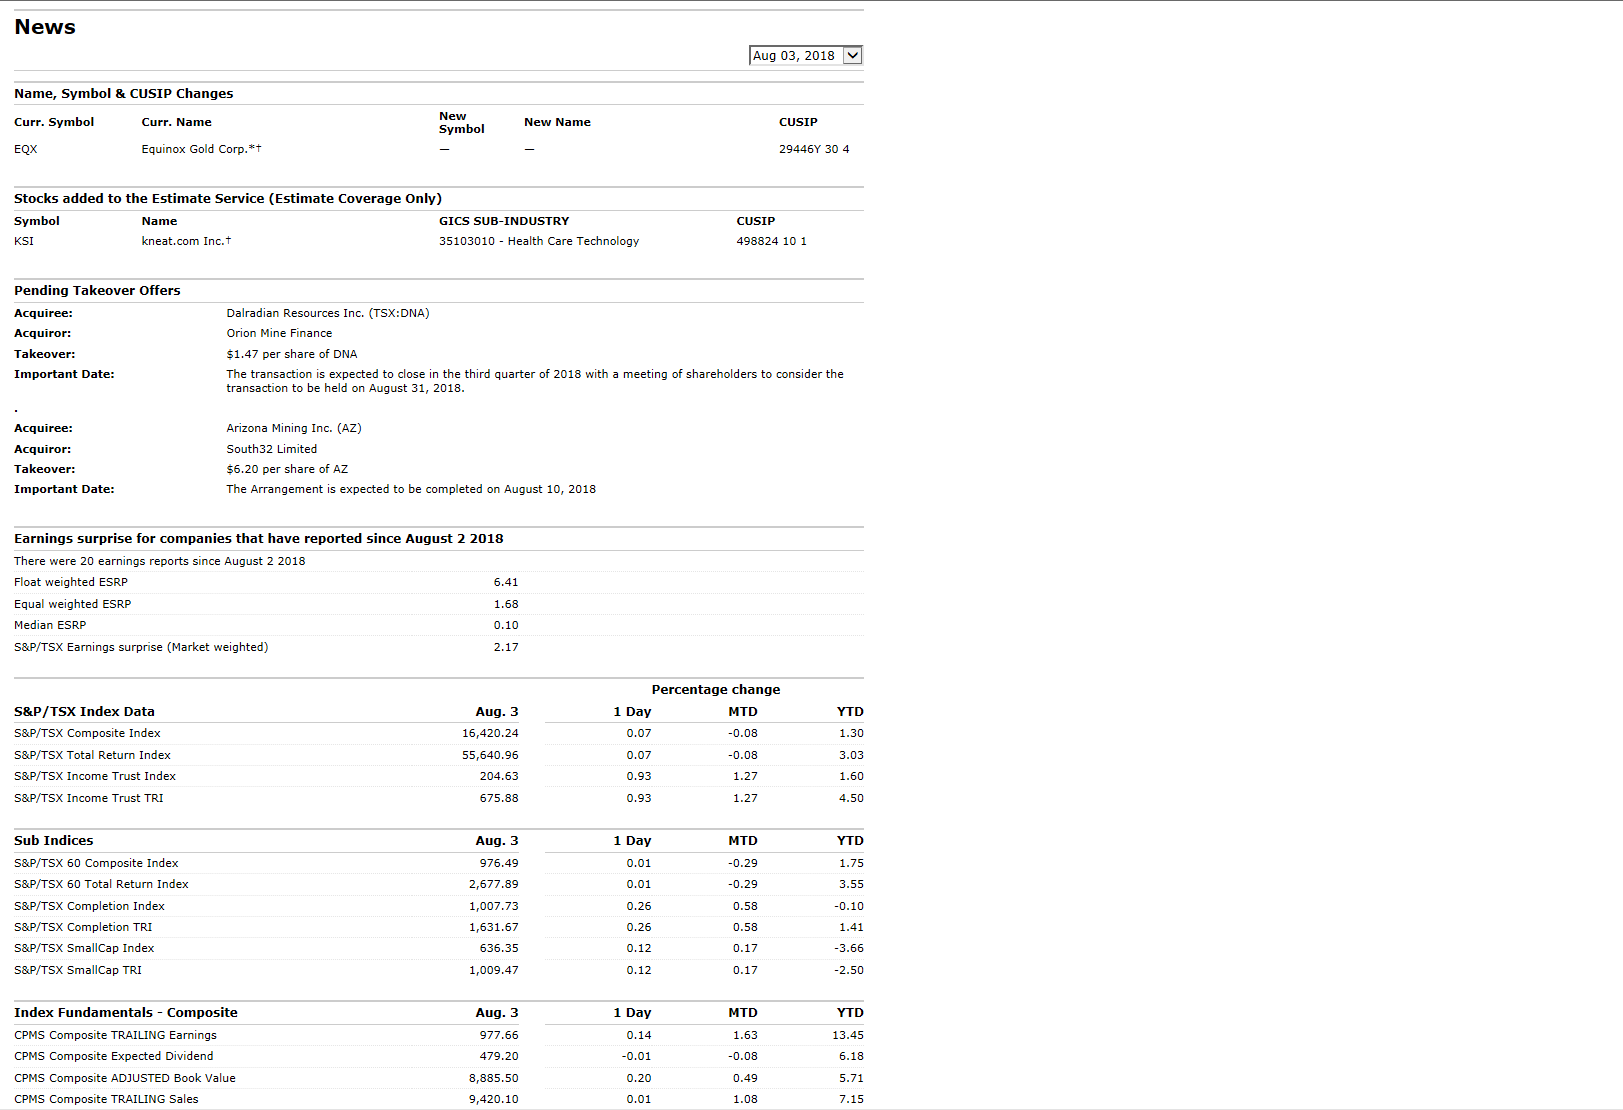 News
Aug 03, 2018
Name, Symbol & CUSIP Changes
Curr. Symbol Curr. Name New Symbol New Name CUSIP
EQX Equinox Gold Corp.*† — — 29446Y 30 4
Stocks added to the Estimate Service (Estimate Coverage Only)
Symbol Name GICS SUB-INDUSTRY CUSIP
KSI kneat.com Inc.† 35103010 - Health Care Technology 498824 10 1
Pending Takeover Offers
Acquiree: Dalradian Resources Inc. (TSX:DNA)
Acquiror: Orion Mine Finance
Takeover: $1.47 per share of DNA
Important Date: The transaction is expected to close in the third quarter of 2018 with a meeting of shareholders to consider the
transaction to be held on August 31, 2018.
.
Acquiree: Arizona Mining Inc. (AZ)
Acquiror: South32 Limited
Takeover: $6.20 per share of AZ
Important Date: The Arrangement is expected to be completed on August 10, 2018
Earnings surprise for companies that have reported since August 2 2018
There were 20 earnings reports since August 2 2018
Float weighted ESRP 6.41
Equal weighted ESRP 1.68
Median ESRP 0.10
S&P/TSX Earnings surprise (Market weighted) 2.17
Percentage change
S&P/TSX Index Data Aug. 3 1 Day MTD YTD
S&P/TSX Composite Index 16,420.24 0.07 -0.08 1.30
S&P/TSX Total Return Index 55,640.96 0.07 -0.08 3.03
S&P/TSX Income Trust Index 204.63 0.93 1.27 1.60
S&P/TSX Income Trust TRI 675.88 0.93 1.27 4.50
Sub Indices Aug. 3 1 Day MTD YTD
S&P/TSX 60 Composite Index 976.49 0.01 -0.29 1.75
S&P/TSX 60 Total Return Index 2,677.89 0.01 -0.29 3.55
S&P/TSX Completion Index 1,007.73 0.26 0.58 -0.10
S&P/TSX Completion TRI 1,631.67 0.26 0.58 1.41
S&P/TSX SmallCap Index 636.35 0.12 0.17 -3.66
S&P/TSX SmallCap TRI 1,009.47 0.12 0.17 -2.50
Index Fundamentals - Composite Aug. 3 1 Day MTD YTD
CPMS Composite TRAILING Earnings 977.66 0.14 1.63 13.45
CPMS Composite Expected Dividend 479.20 -0.01 -0.08 6.18
CPMS Composite ADJUSTED Book Value 8,885.50 0.20 0.49 5.71
CPMS Composite TRAILING Sales 9,420.10 0.01 1.08 7.15